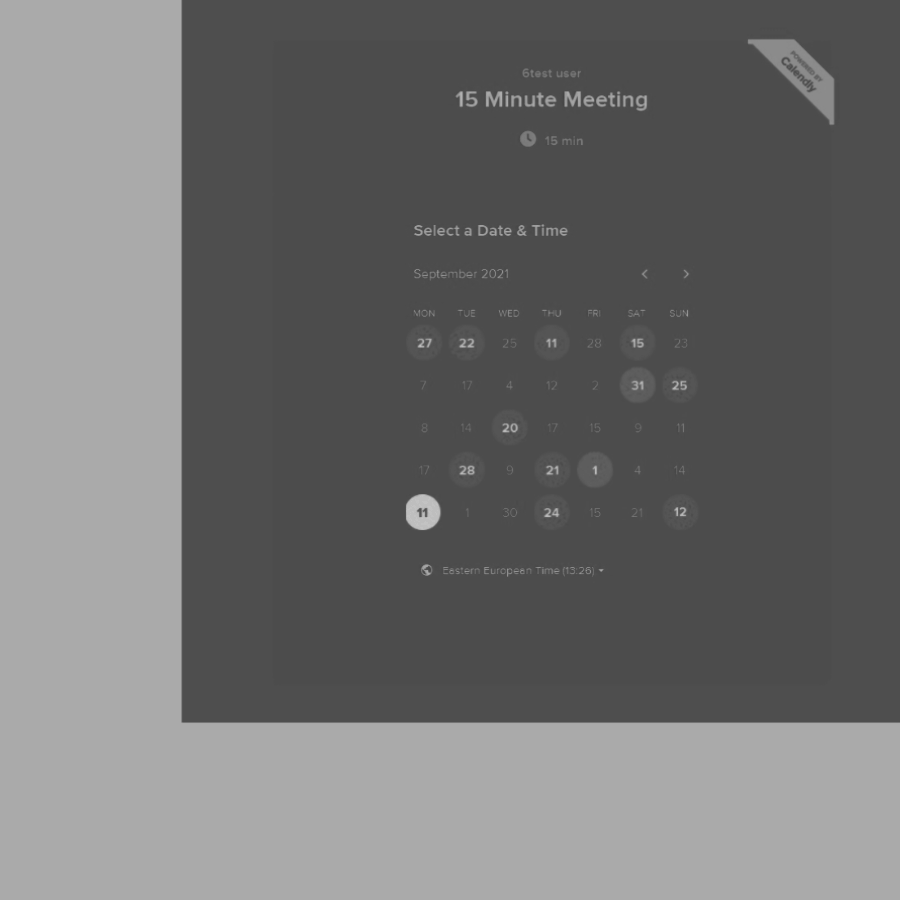 6test user
15 Minute Meeting
15 min
POWERED BY
Calendly
Select a Date & Time
September 2021
MON TUE WED THU FRI SAT SUN
27 22 25 11 28 15 23
7 17 4 12 2 31 25
8 14 20 17 15 9 11
17 28 9 21 1 4 14
11 1 30 24 15 21 12
Eastern European Time (13:26)